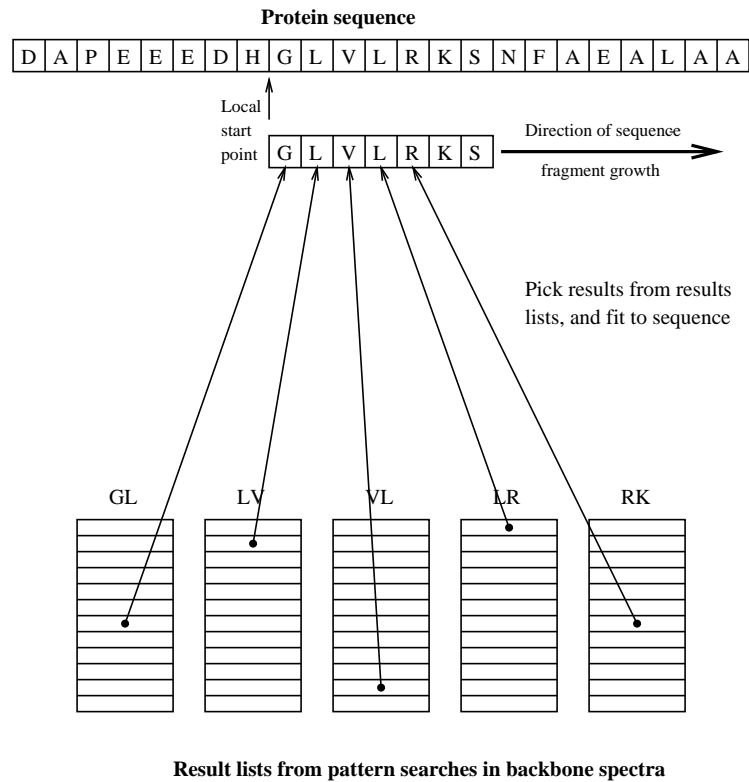 Protein sequence
D A P E E E D H G L V L R K S N F A E A L A A
Local
start
point
G L V L R K S
Direction of sequence
fragment growth
Pick results from results
lists, and fit to sequence
GL LV VL LR RK
Result lists from pattern searches in backbone spectra